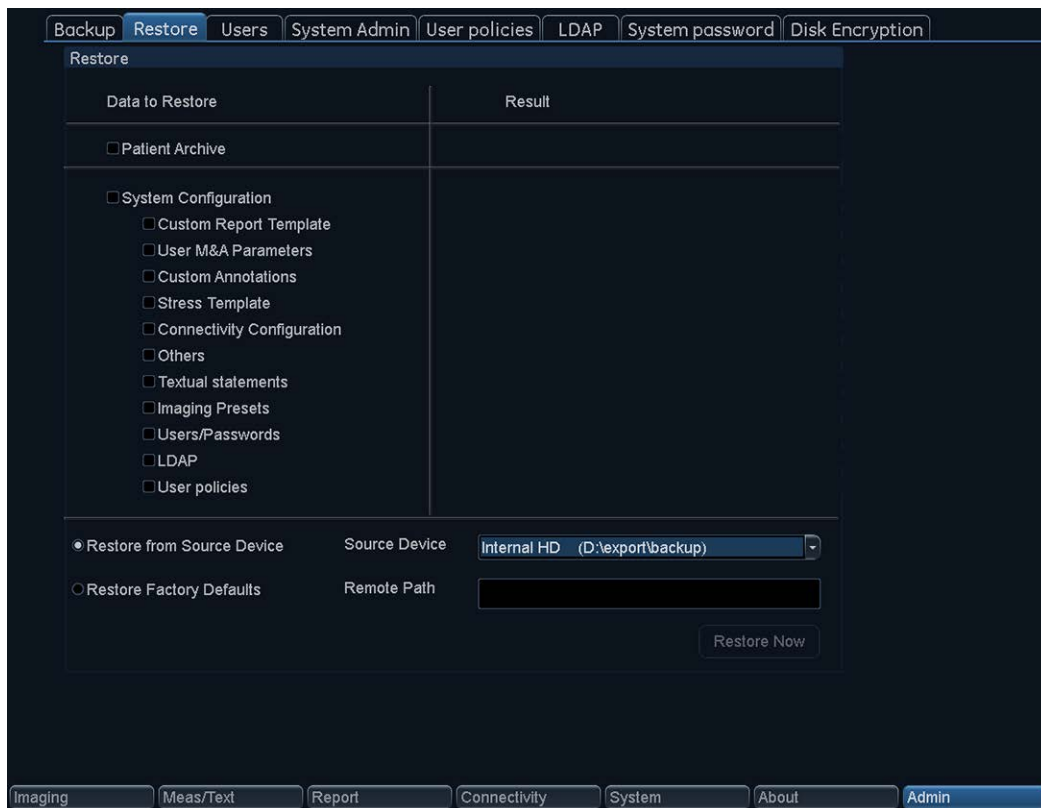 Backup Restore Users System Admin User policies LDAP System password Disk Encryption
Restore
Data to Restore Result
Patient Archive
System Configuration
Custom Report Template
User M&A Parameters
Custom Annotations
Stress Template
Connectivity Configuration
Others
Textual statements
Imaging Presets
Users/Passwords
LDAP
User policies
Restore from Source Device Source Device Internal HD (D:\export\backup)
Restore Factory Defaults Remote Path
Restore Now
Imaging Meas/Text Report Connectivity System About Admin